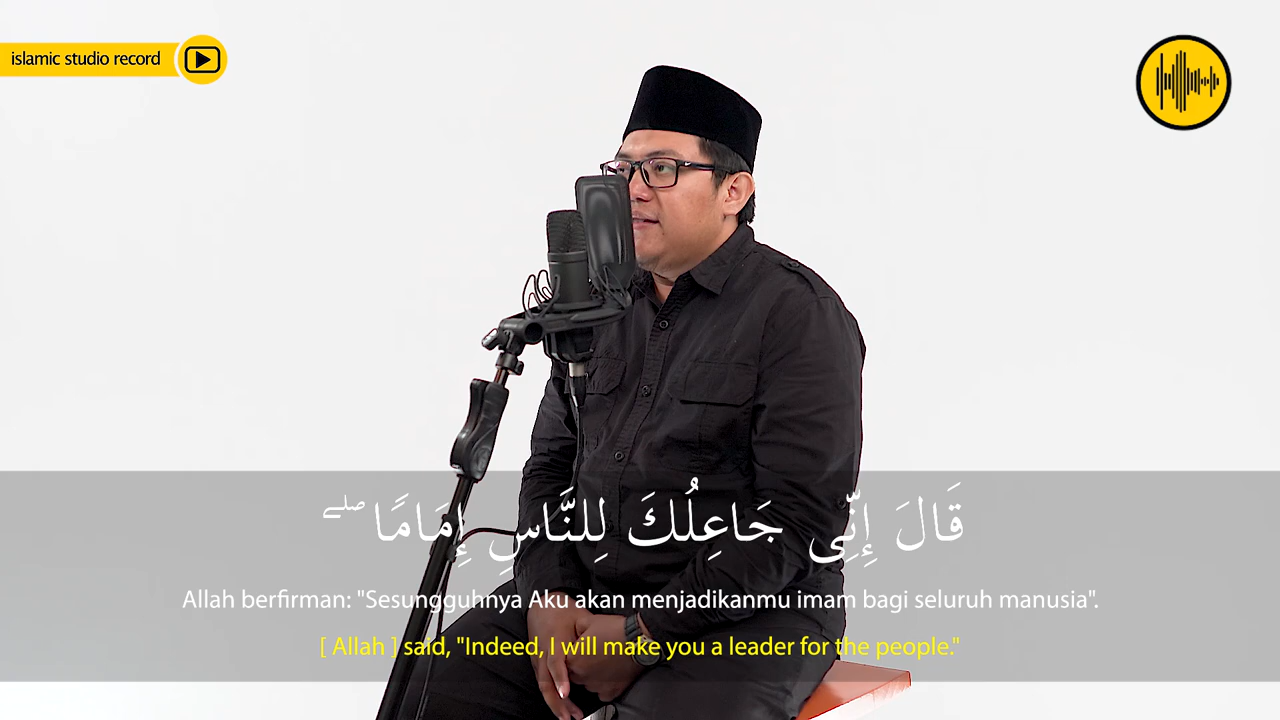 islamic studio record
قَالَ إِنِّى جَاعِلُكَ لِلنَّاسِ إِمَامًا ۖ
Allah berfirman: "Sesungguhnya Aku akan menjadikanmu imam bagi seluruh manusia".
[ Allah ] said, "Indeed, I will make you a leader for the people."